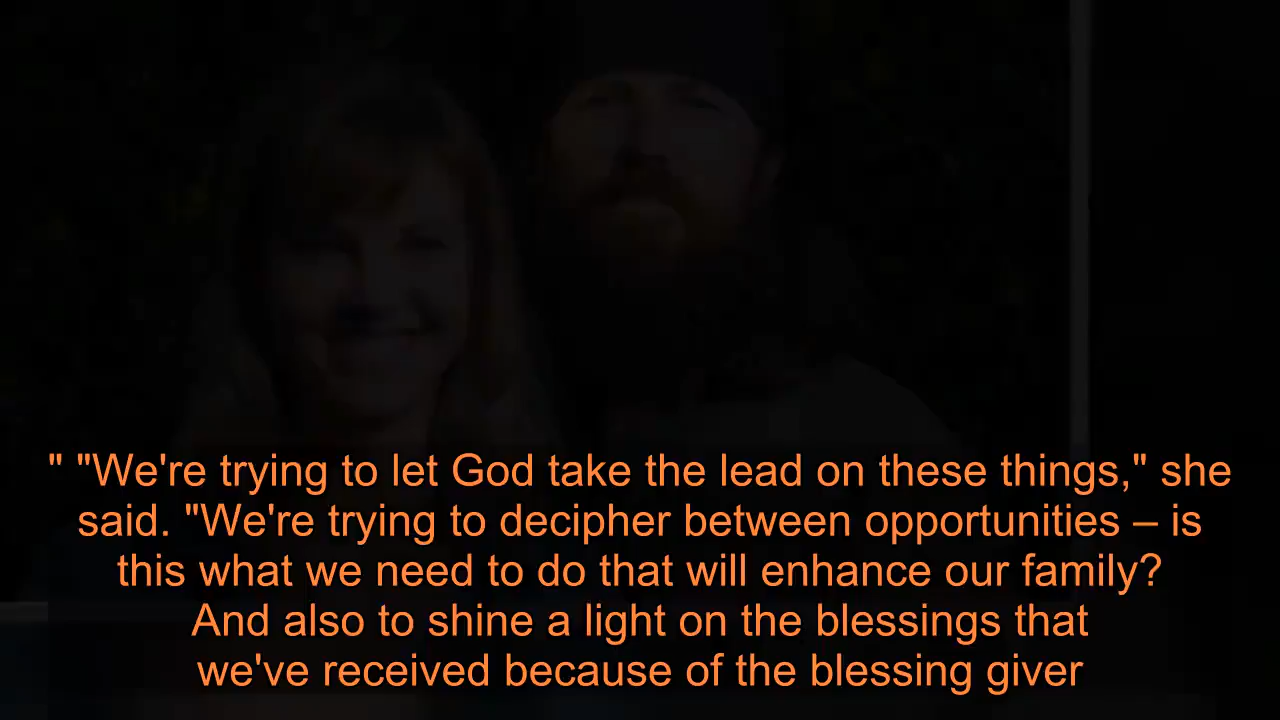 " "We're trying to let God take the lead on these things," she
said. "We're trying to decipher between opportunities – is
this what we need to do that will enhance our family?
And also to shine a light on the blessings that
we've received because of the blessing giver